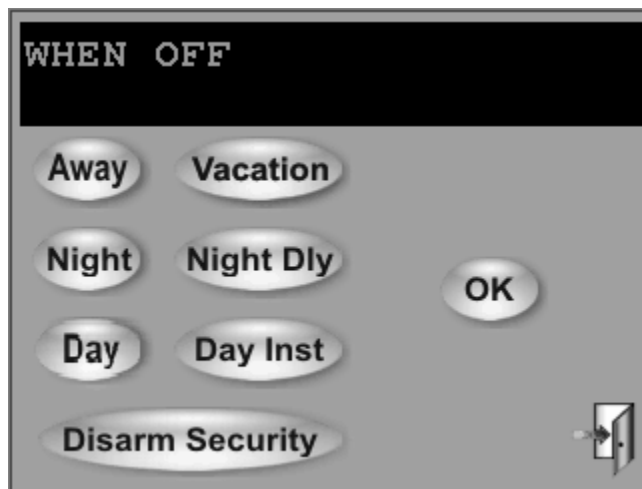 WHEN OFF
Away Vacation
Night Night Dly
OK
Day Day Inst
Disarm Security